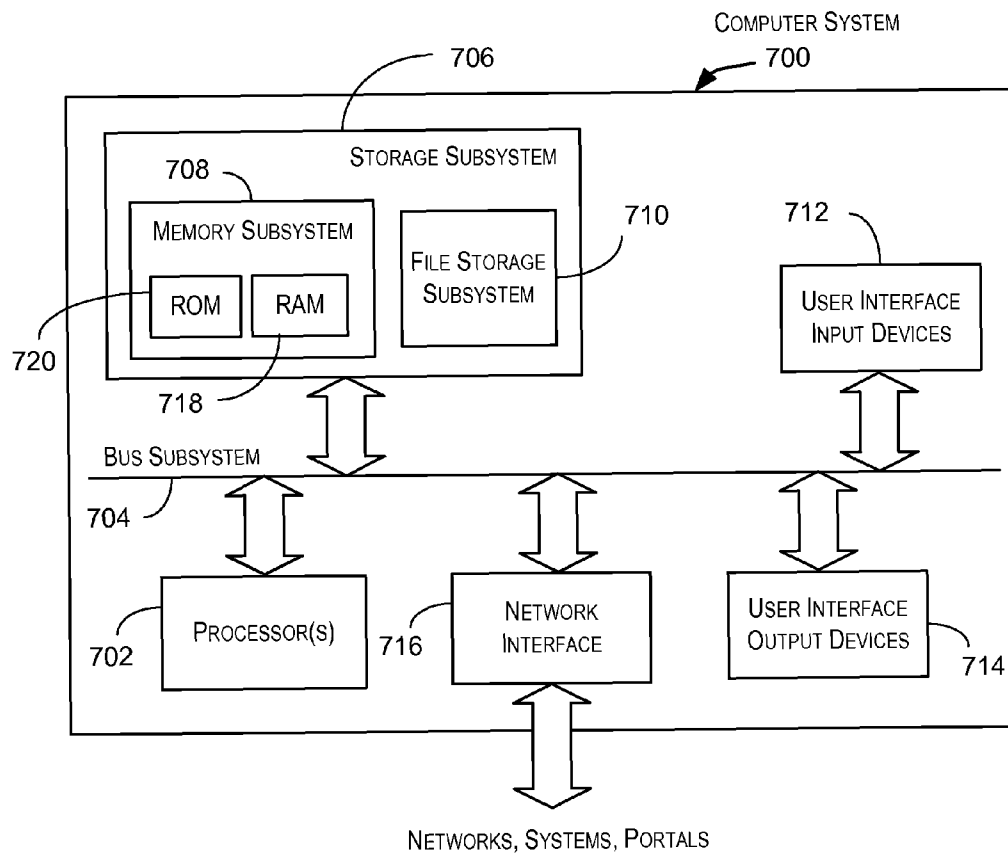 COMPUTER SYSTEM
700
706
STORAGE SUBSYSTEM
708
MEMORY SUBSYSTEM
ROM
RAM
720
718
FILE STORAGE
SUBSYSTEM
710
712
USER INTERFACE
INPUT DEVICES
BUS SUBSYSTEM
704
PROCESSOR(S)
702
NETWORK
INTERFACE
716
USER INTERFACE
OUTPUT DEVICES
714
NETWORKS, SYSTEMS, PORTALS